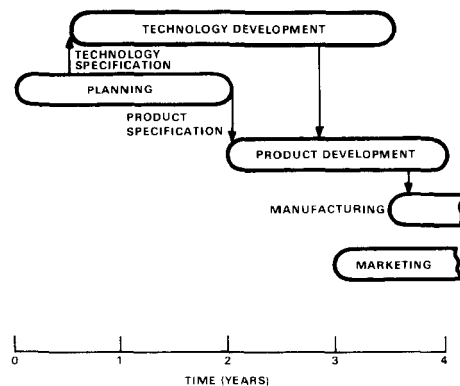 TECHNOLOGY DEVELOPMENT
TECHNOLOGY
SPECIFICATION
PLANNING
PRODUCT
SPECIFICATION
PRODUCT DEVELOPMENT
MANUFACTURING
MARKETING
0 1 2 3 4
TIME (YEARS)